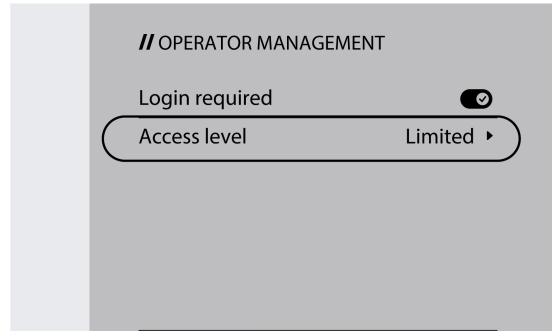 // OPERATOR MANAGEMENT
Login required
Access level Limited